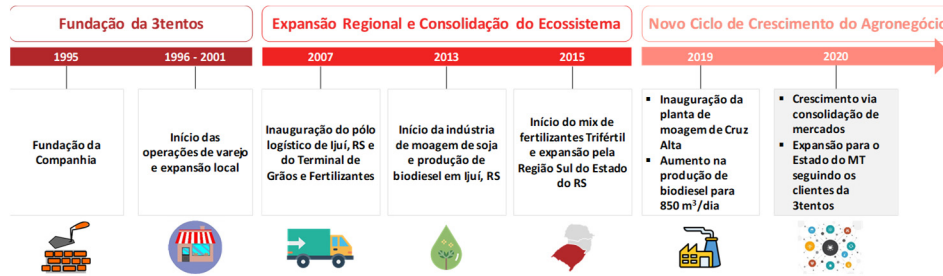 Fundação da 3tentos
Expansão Regional e Consolidação do Ecossistema
Novo Ciclo de Crescimento do Agronegócio
1995
1996 - 2001
2007
2013
2015
2019
2020
Fundação da
Companhia
Início das
operações de varejo
e expansão local
Inauguração do pólo
logístico de Ijuí, RS e
do Terminal de
Grãos e Fertilizantes
Início da indústria
de moagem de soja
e produção de
biodiesel em Ijuí, RS
Início do mix de
fertilizantes Trifértil
e expansão pela
Região Sul do Estado
do RS
▪ Inauguração da
planta de
moagem de Cruz
Alta
▪ Aumento na
produção de
biodiesel para
850 m³/dia
▪ Crescimento via
consolidação de
mercados
▪ Expansão para o
Estado do MT
seguindo os
clientes da
3tentos